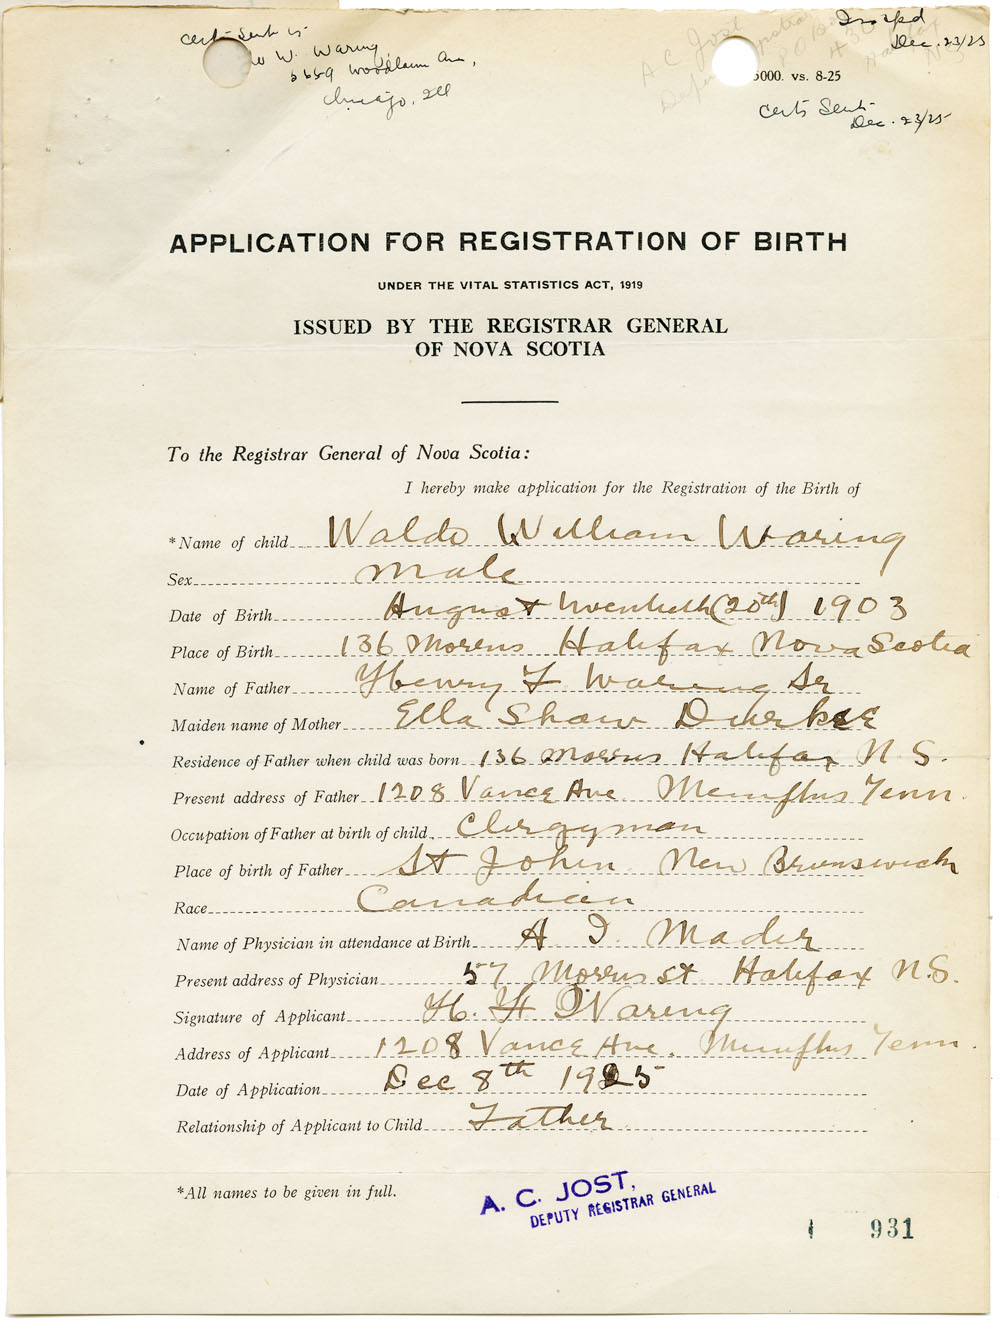 Certs Sent to
W. Waring
5659 Woodlawn Ave,
Chicago, Ill
Insp'd
Dec. 23/25
A C Jost
Halifax
N S
5000. vs. 8-25
Certs Sent
Dec. 23/25
APPLICATION FOR REGISTRATION OF BIRTH
UNDER THE VITAL STATISTICS ACT, 1919
ISSUED BY THE REGISTRAR GENERAL
OF NOVA SCOTIA
To the Registrar General of Nova Scotia:
I hereby make application for the Registration of the Birth of
*Name of child Waldo William Waring
Sex Male
Date of Birth August twentieth (20th) 1903
Place of Birth 136 Morris Halifax Nova Scotia
Name of Father Henry F. Waring Sr
Maiden name of Mother Ella Shaw Durkee
Residence of Father when child was born 136 Morris Halifax N. S.
Present address of Father 1208 Vance Ave. Memphis Tenn.
Occupation of Father at birth of child Clergyman
Place of birth of Father St John New Brunswick
Race Canadian
Name of Physician in attendance at Birth A I. Mader
Present address of Physician 57 Morris st Halifax N.S.
Signature of Applicant H. F. Waring
Address of Applicant 1208 Vance Ave. Memphis Tenn.
Date of Application Dec 8th 1925
Relationship of Applicant to Child Father
*All names to be given in full.
A. C. JOST,
DEPUTY REGISTRAR GENERAL
931